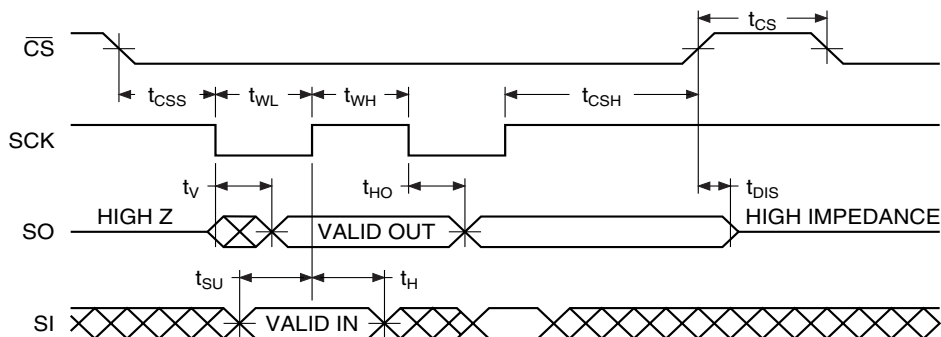 t_CS
C̅S̅
t_CSS t_WL t_WH t_CSH
SCK
t_V t_HO t_DIS
HIGH Z VALID OUT HIGH IMPEDANCE
SO
t_SU t_H
SI VALID IN